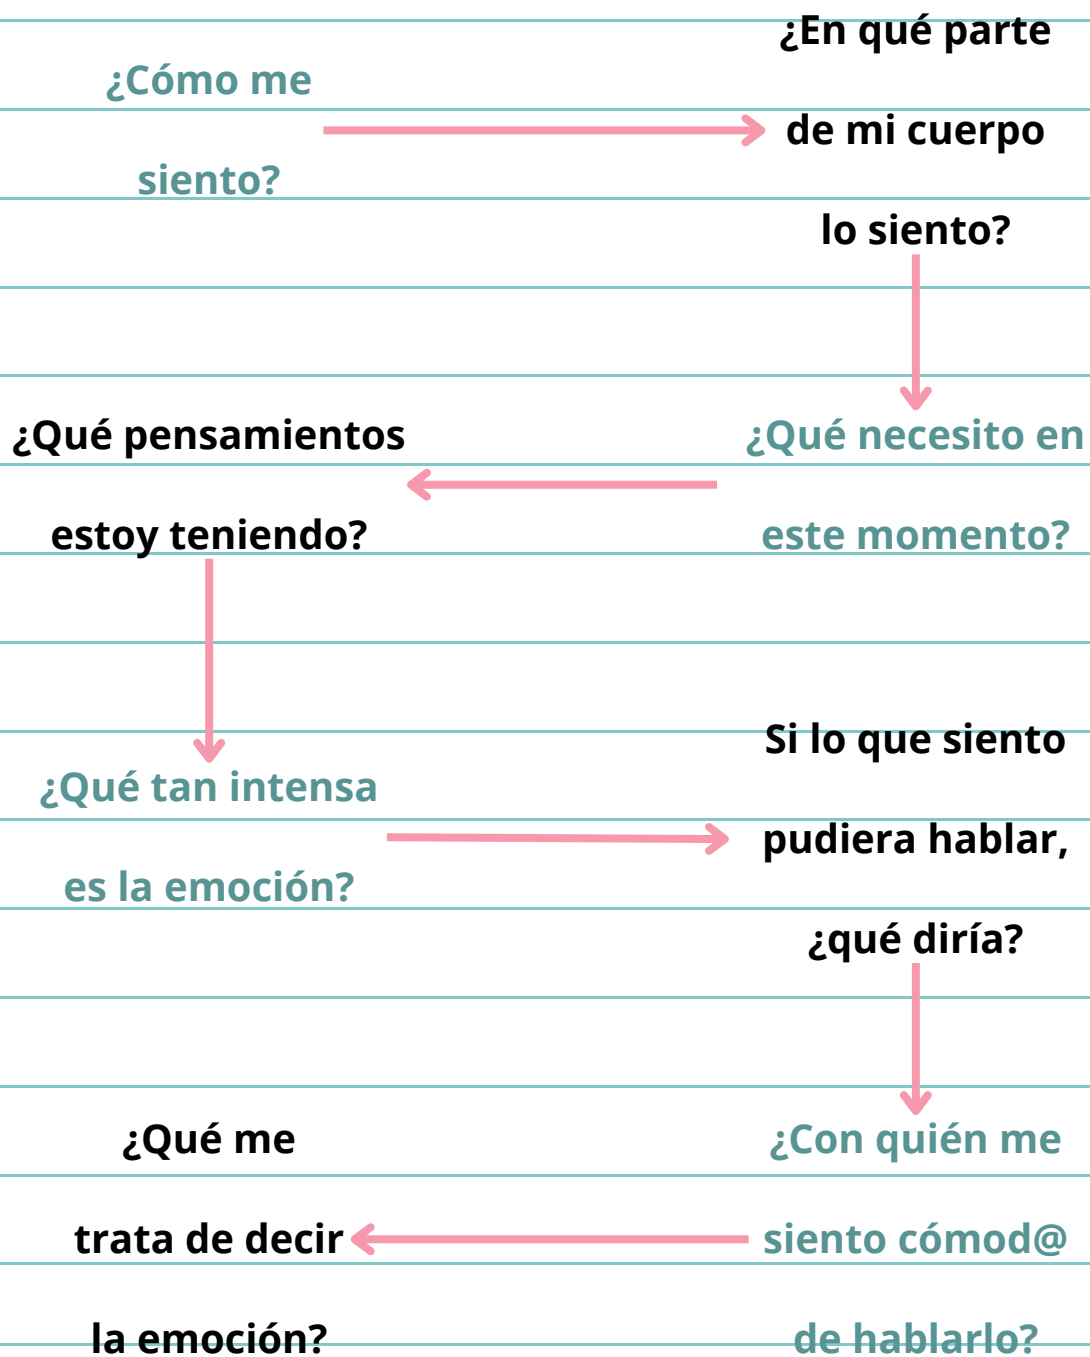 ¿Cómo me
siento?
¿En qué parte
de mi cuerpo
lo siento?
¿Qué necesito en
este momento?
¿Qué pensamientos
estoy teniendo?
¿Qué tan intensa
es la emoción?
Si lo que siento
pudiera hablar,
¿qué diría?
¿Con quién me
siento cómod@
de hablarlo?
¿Qué me
trata de decir
la emoción?